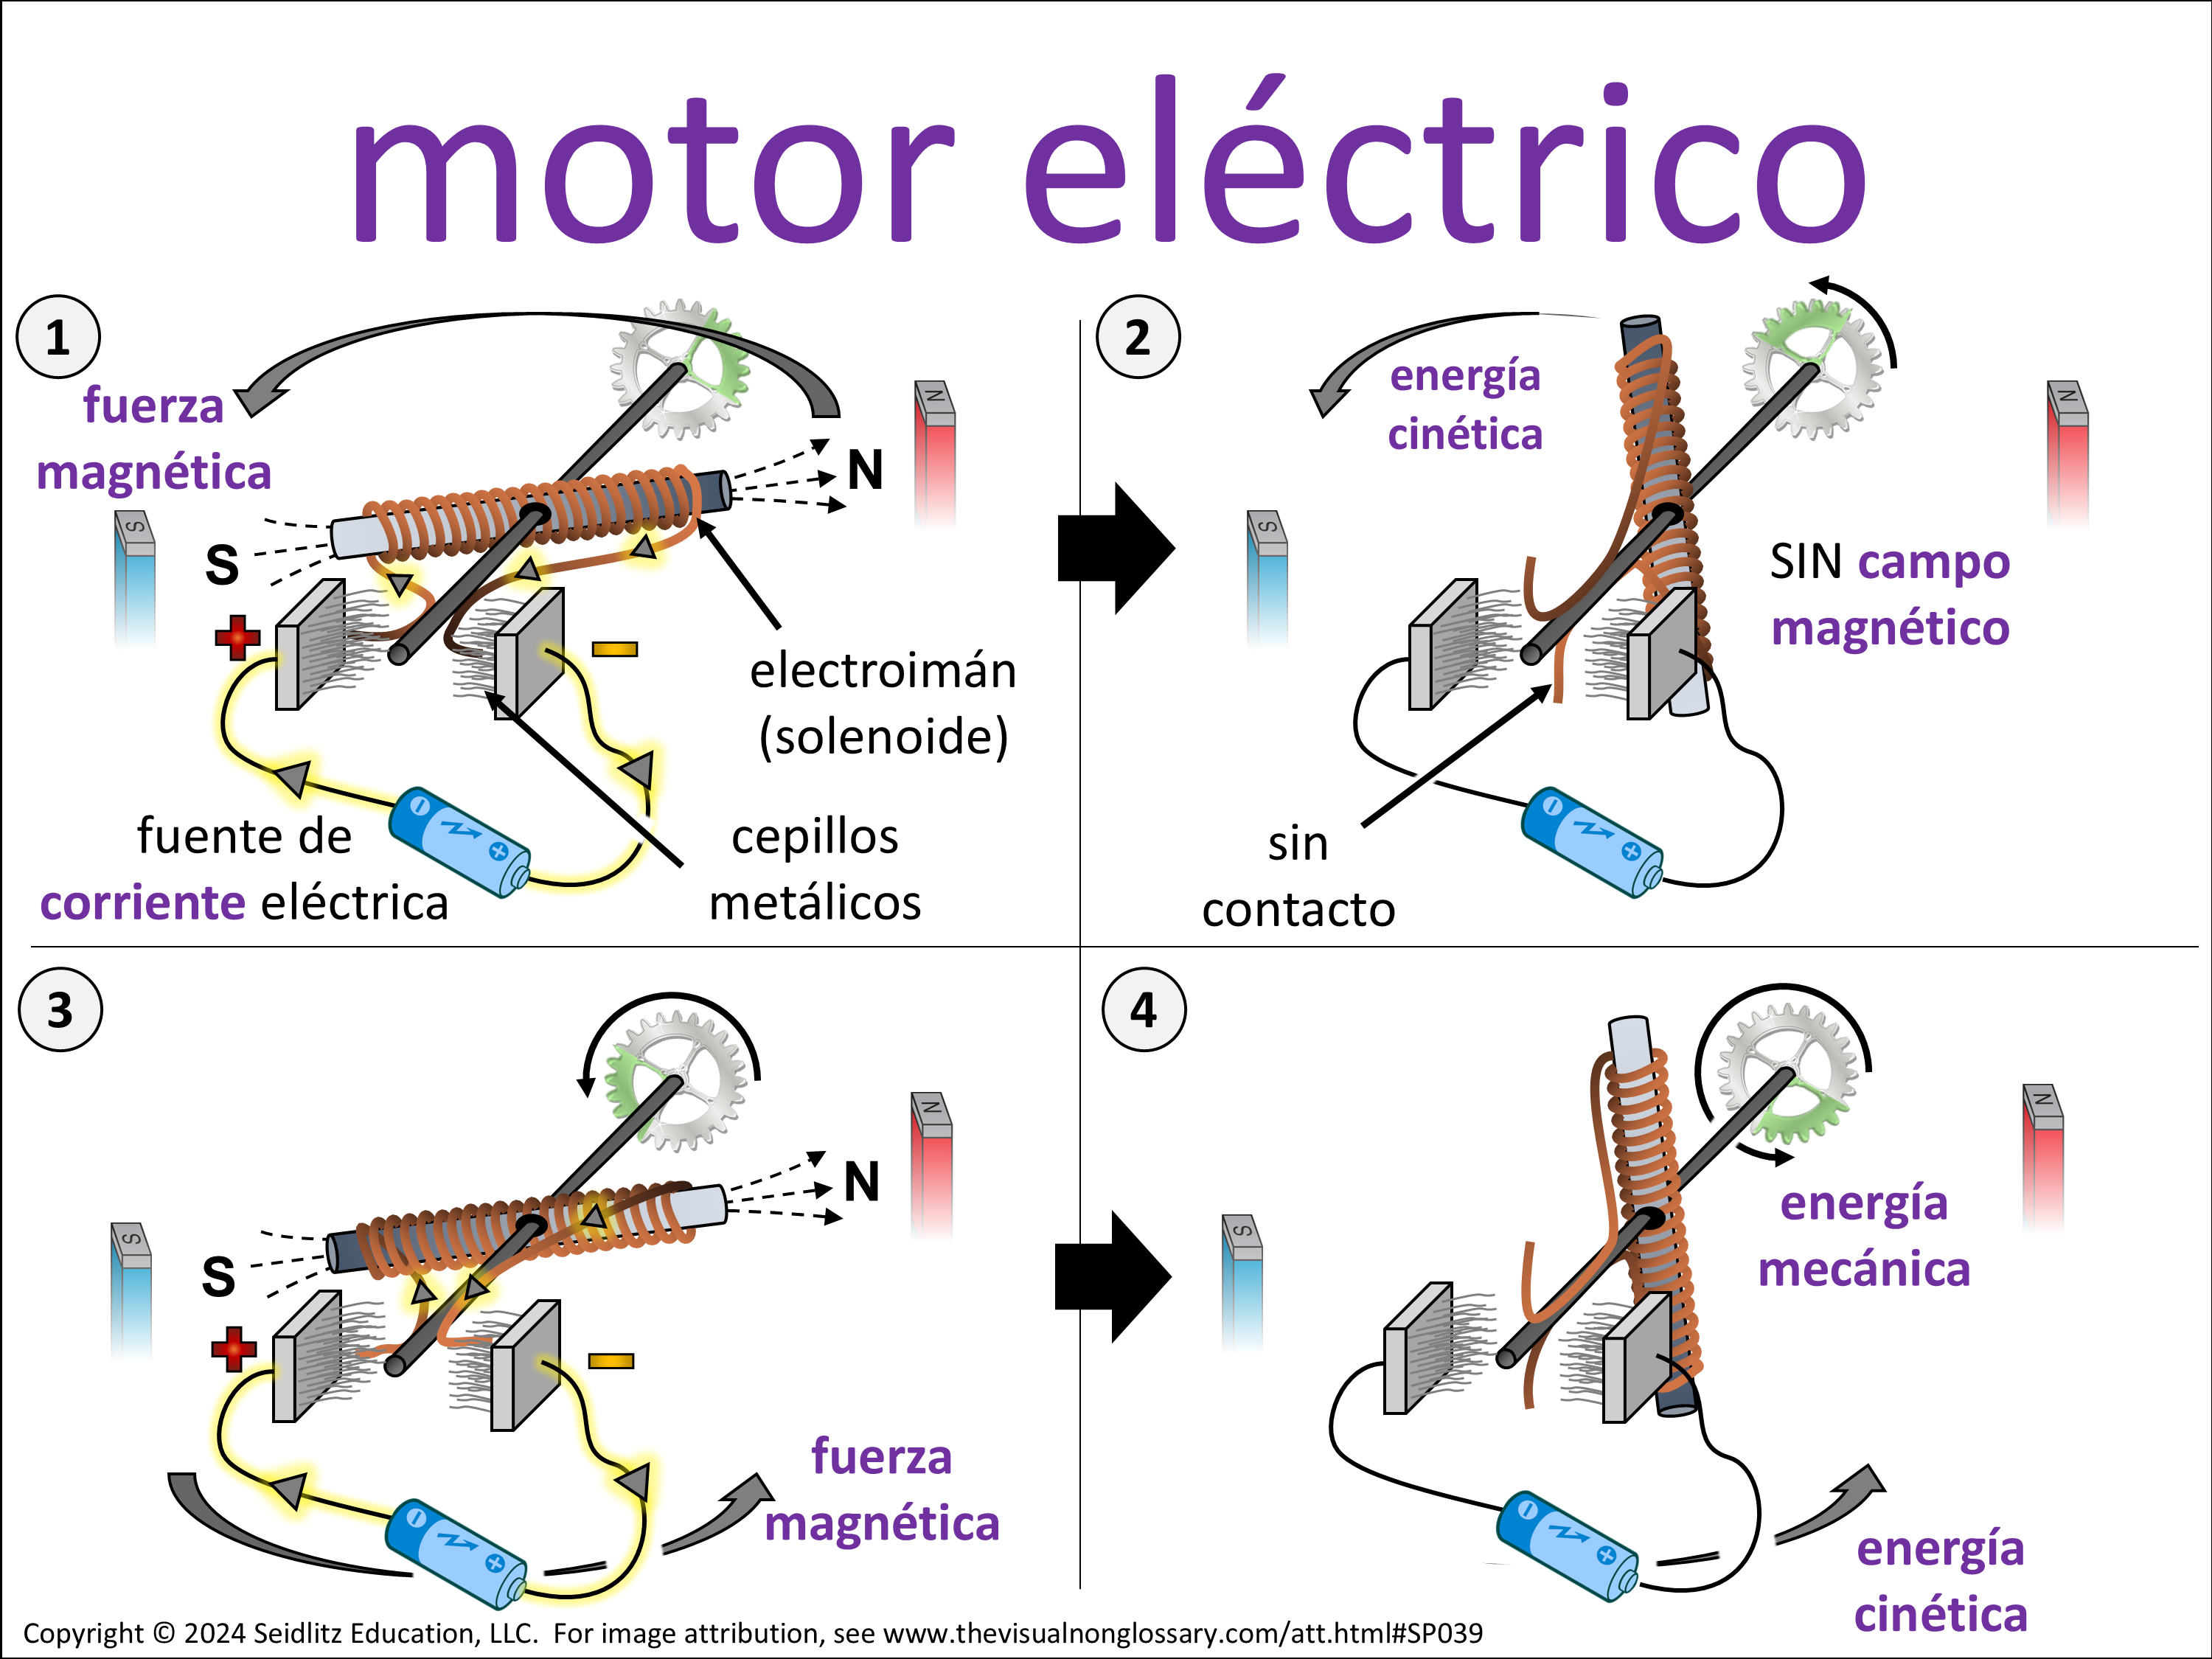 motor eléctrico
1
fuerza
magnética
N
N
S
S
+
–
electroimán
(solenoide)
fuente de
corriente eléctrica
cepillos
metálicos
2
energía
cinética
N
S
SIN campo
magnético
sin
contacto
3
N
N
S
S
+
–
fuerza
magnética
4
N
S
energía
mecánica
energía
cinética
Copyright © 2024 Seidlitz Education, LLC.  For image attribution, see www.thevisualnonglossary.com/att.html#SP039